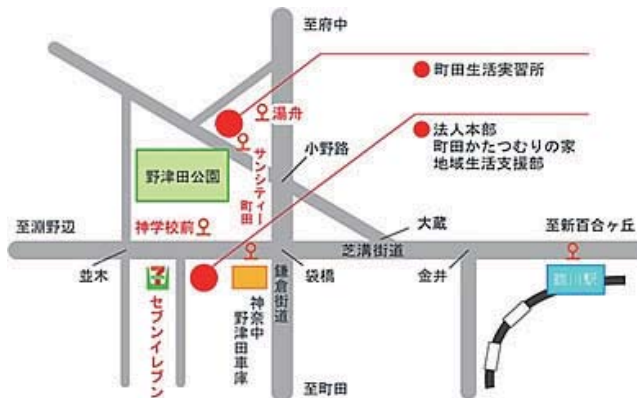 至府中
町田生活実習所
湯舟
法人本部
町田かたつむりの家
地域生活支援部
小野路
サンシティー
町田
野津田公園
神学校前
至淵野辺
大蔵
至新百合ヶ丘
芝溝街道
並木
袋橋
金井
鶴川駅
7
セブンイレブン
神奈中
野津田車庫
鎌倉街道
至町田